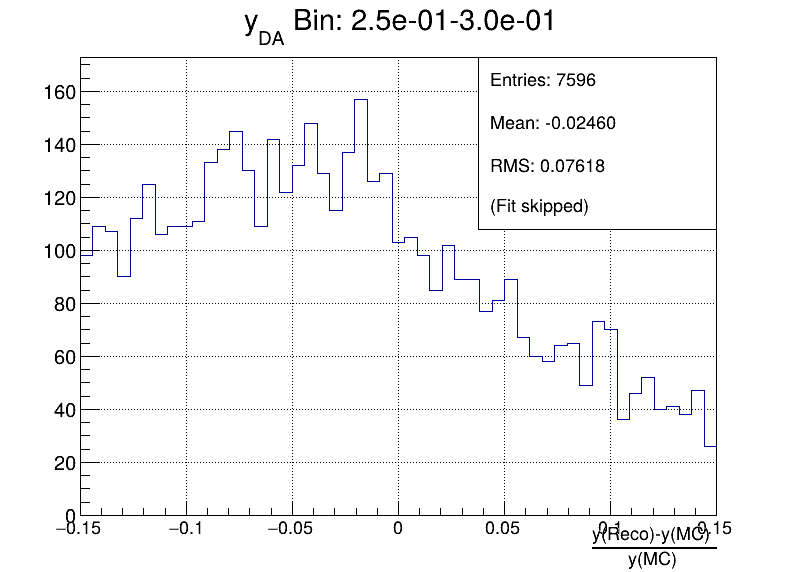 yDA Bin: 2.5e-01-3.0e-01
Entries: 7596
Mean: -0.02460
RMS: 0.07618
(Fit skipped)
160
140
120
100
80
60
40
20
0
−0.15 −0.1 −0.05 0 0.05 0.1 0.15
y(Reco)-y(MC)
y(MC)